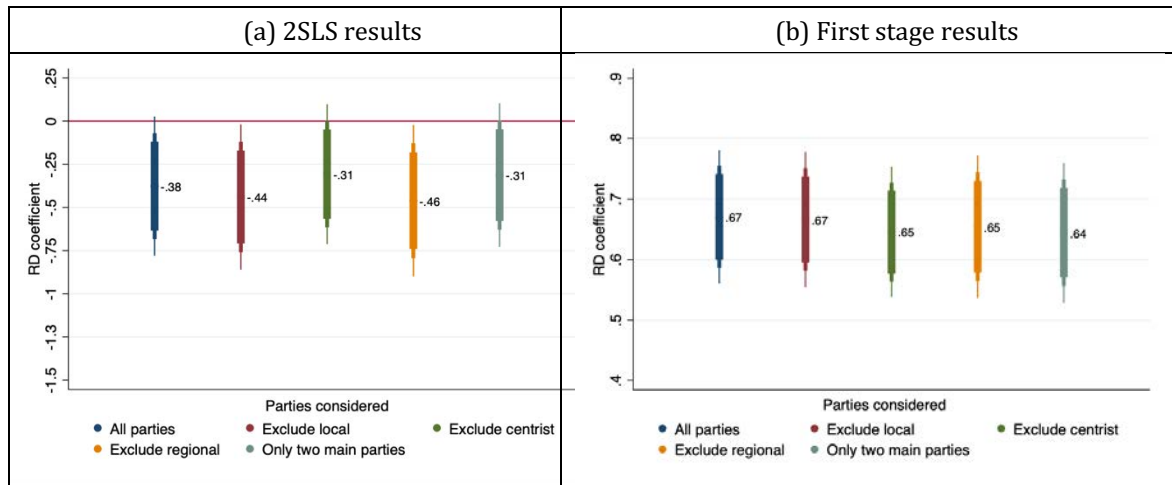 (a) 2SLS results
(b) First stage results
RD coefficient
.25
0
-.25
-.5
-.75
-1
-1.3
-1.5
-.38
-.44
-.31
-.46
-.31
Parties considered
All parties
Exclude local
Exclude centrist
Exclude regional
Only two main parties
RD coefficient
.9
.8
.7
.6
.5
.4
.67
.67
.65
.65
.64
Parties considered
All parties
Exclude local
Exclude centrist
Exclude regional
Only two main parties